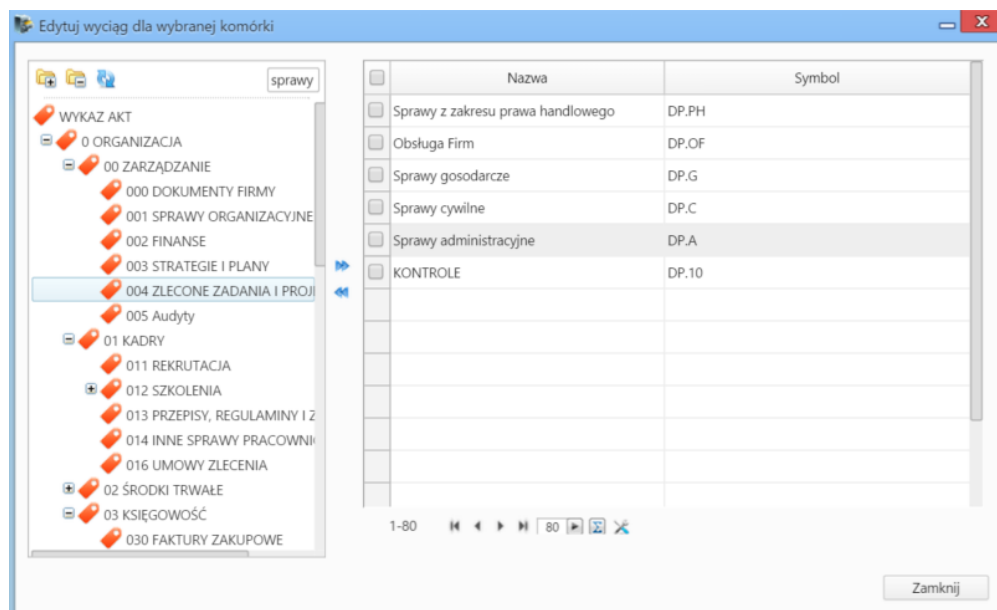 Edytuj wyciąg dla wybranej komórki
sprawy
WYKAZ AKT
0 ORGANIZACJA
00 ZARZĄDZANIE
000 DOKUMENTY FIRMY
001 SPRAWY ORGANIZACYJNE
002 FINANSE
003 STRATEGIE I PLANY
004 ZLECONE ZADANIA I PROJ
005 Audyty
01 KADRY
011 REKRUTACJA
012 SZKOLENIA
013 PRZEPISY, REGULAMINY I Z
014 INNE SPRAWY PRACOWNI
016 UMOWY ZLECENIA
02 ŚRODKI TRWAŁE
03 KSIĘGOWOŚĆ
030 FAKTURY ZAKUPOWE
Nazwa Symbol
Sprawy z zakresu prawa handlowego DP.PH
Obsługa Firm DP.OF
Sprawy gosodarcze DP.G
Sprawy cywilne DP.C
Sprawy administracyjne DP.A
KONTROLE DP.10
1-80 80
Zamknij